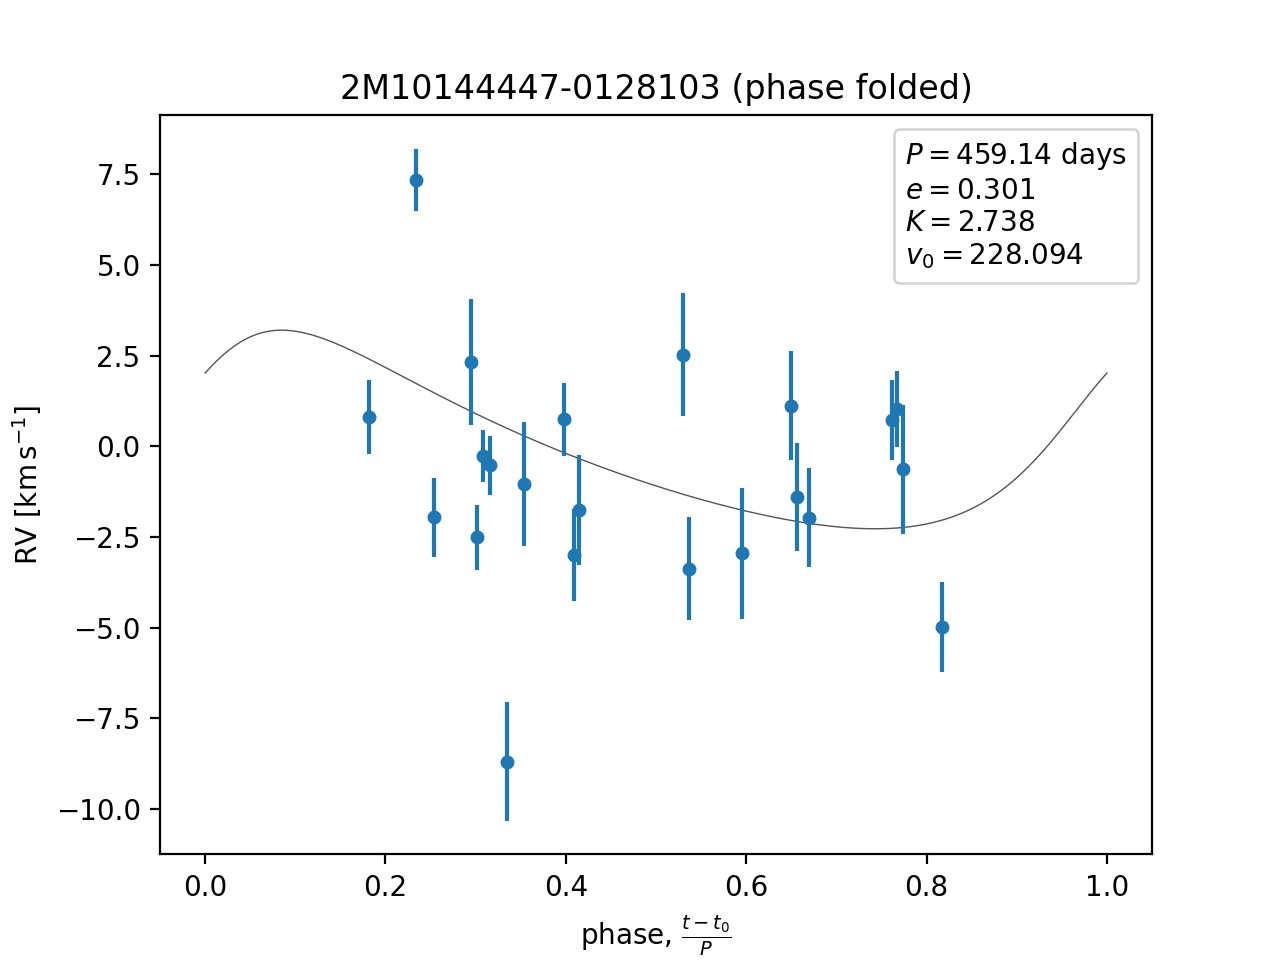 2M10144447-0128103 (phase folded)
P = 459.14 days
e = 0.301
K = 2.738
v₀ = 228.094
7.5
5.0
2.5
0.0
−2.5
−5.0
−7.5
−10.0
RV [km s⁻¹]
0.0 0.2 0.4 0.6 0.8 1.0
phase, (t − t₀)/P